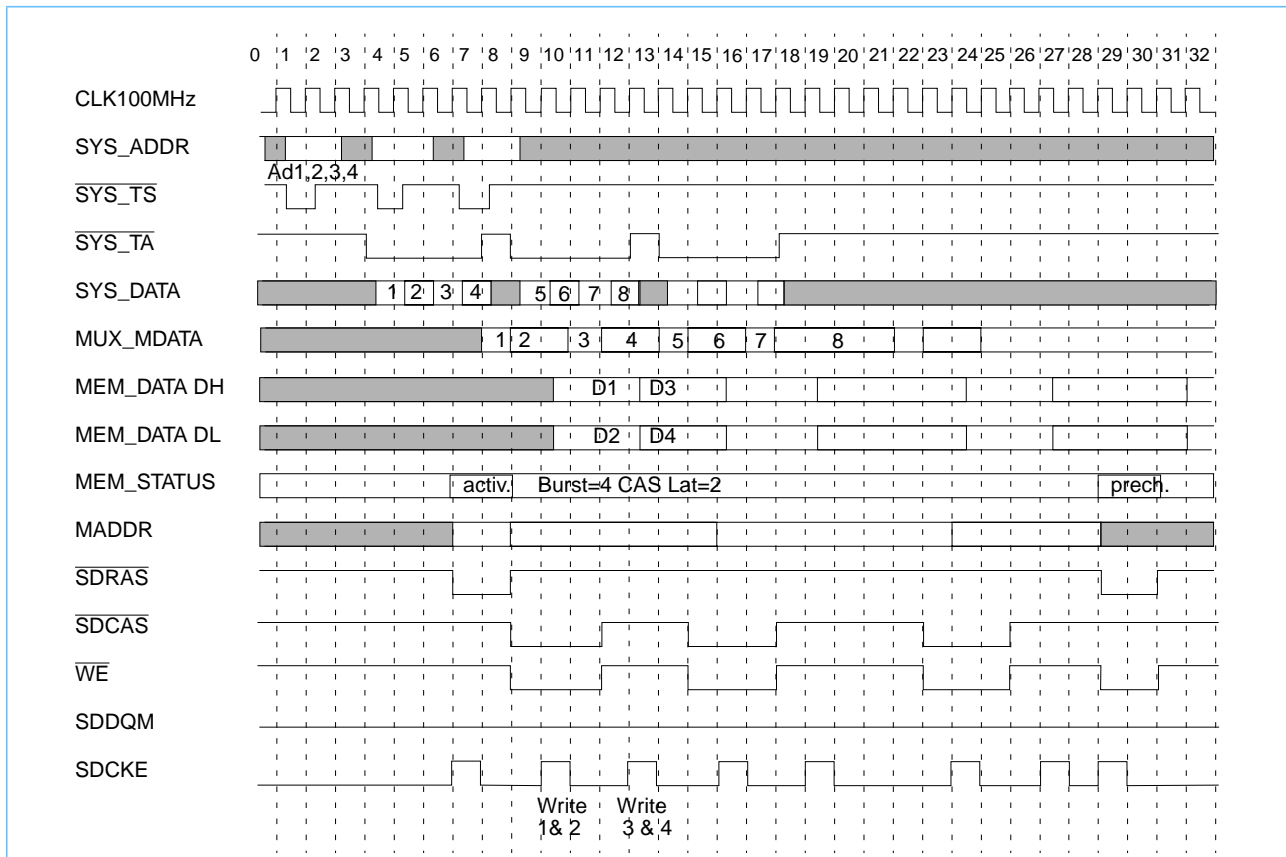 0 1 2 3 4 5 6 7 8 9 10 11 12 13 14 15 16 17 18 19 20 21 22 23 24 25 26 27 28 29 30 31 32
CLK100MHz
SYS_ADDR
Ad1,2,3,4
SYS_TS
SYS_TA
SYS_DATA 1 2 3 4 5 6 7 8
MUX_MDATA 1 2 3 4 5 6 7 8
MEM_DATA DH D1 D3
MEM_DATA DL D2 D4
MEM_STATUS activ. Burst=4 CAS Lat=2 prech.
MADDR
SDRAS
SDCAS
WE
SDDQM
SDCKE
Write Write
1& 2 3 & 4